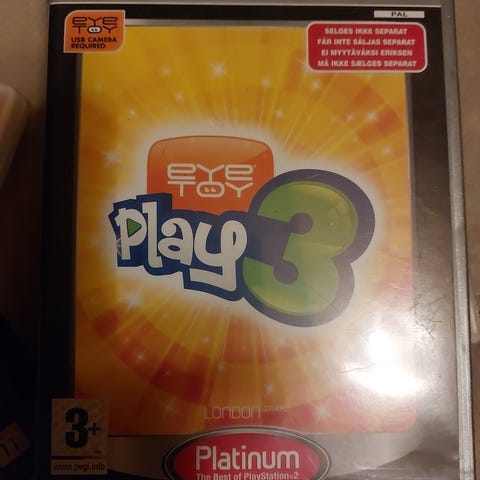 EYE
TOY
USB CAMERA
REQUIRED
PAL
SELGES IKKE SEPARAT
FÅR INTE SÄLJAS SEPARAT
EI MYYTÄVÄKSI ERIKSEEN
MÅ IKKE SÆLGES SEPARAT
EYE
TOY
Play 3
LONDON
3+
www.pegi.info
Platinum
The Best of PlayStation®2
11